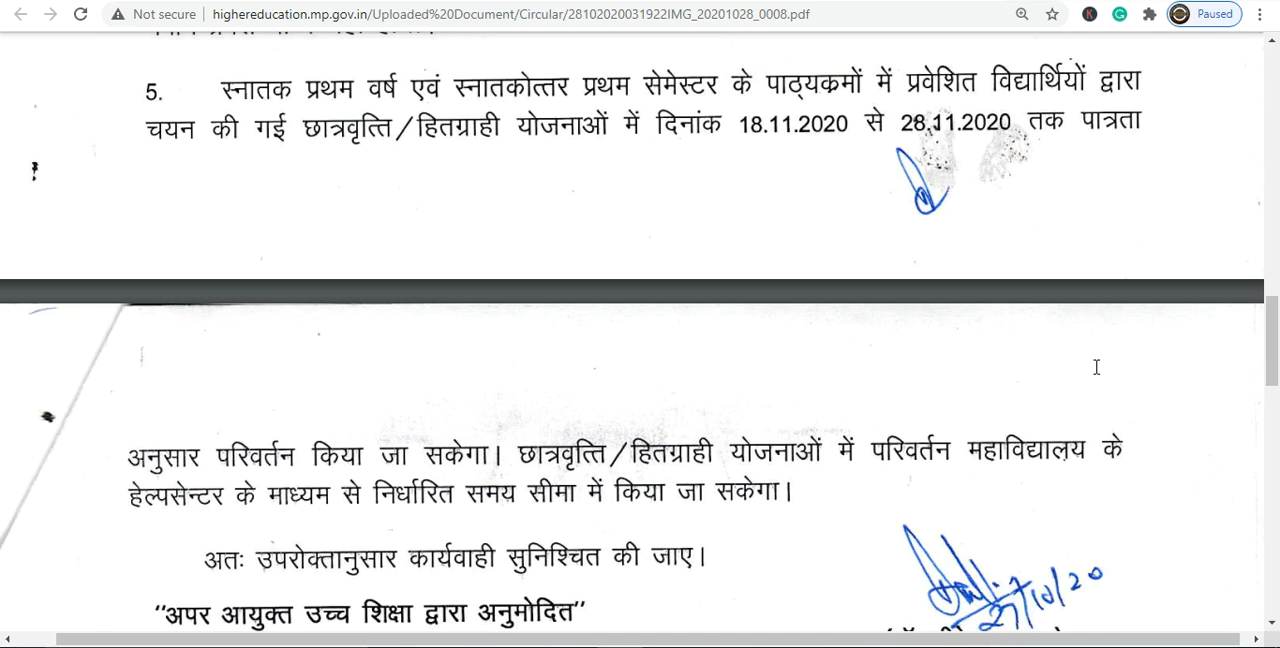 Not secure
highereducation.mp.gov.in/Uploaded%20Document/Circular/28102020031922IMG_20201028_0008.pdf
K
Paused
5. स्नातक प्रथम वर्ष एवं स्नातकोत्तर प्रथम सेमेस्टर के पाठ्यक्रमों में प्रवेशित विद्यार्थियों द्वारा
चयन की गई छात्रवृत्ति/हितग्राही योजनाओं में दिनांक 18.11.2020 से 28.11.2020 तक पात्रता
अनुसार परिवर्तन किया जा सकेगा। छात्रवृत्ति/हितग्राही योजनाओं में परिवर्तन महाविद्यालय के
हेल्पसेन्टर के माध्यम से निर्धारित समय सीमा में किया जा सकेगा।
अतः उपरोक्तानुसार कार्यवाही सुनिश्चित की जाए।
"अपर आयुक्त उच्च शिक्षा द्वारा अनुमोदित"
27/10/20